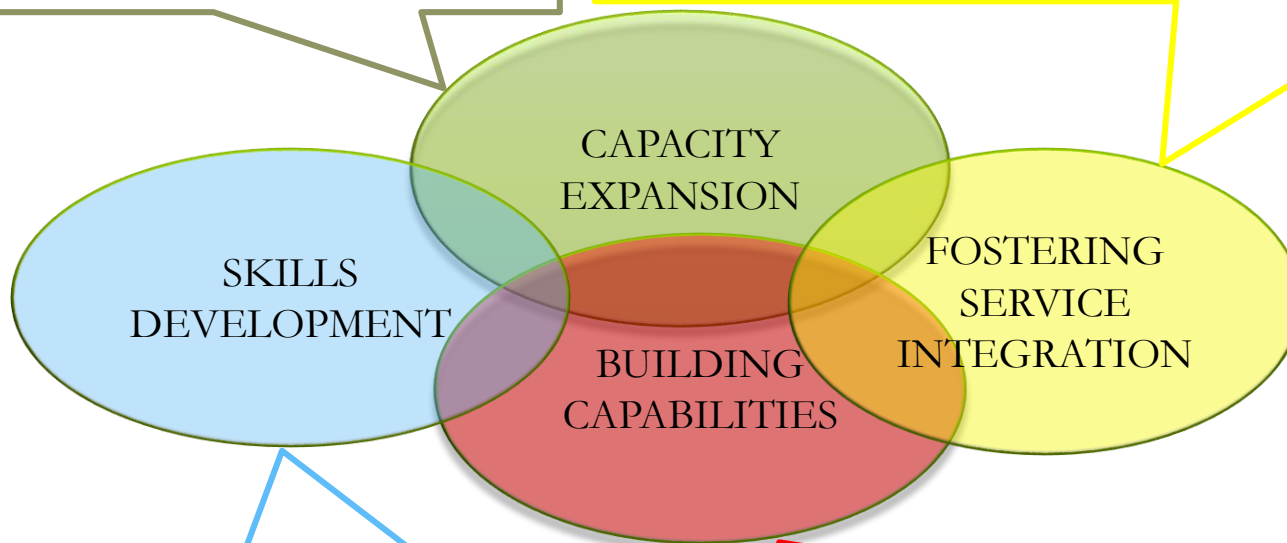 CAPACITY
EXPANSION
SKILLS
DEVELOPMENT
FOSTERING
SERVICE
INTEGRATION
BUILDING
CAPABILITIES